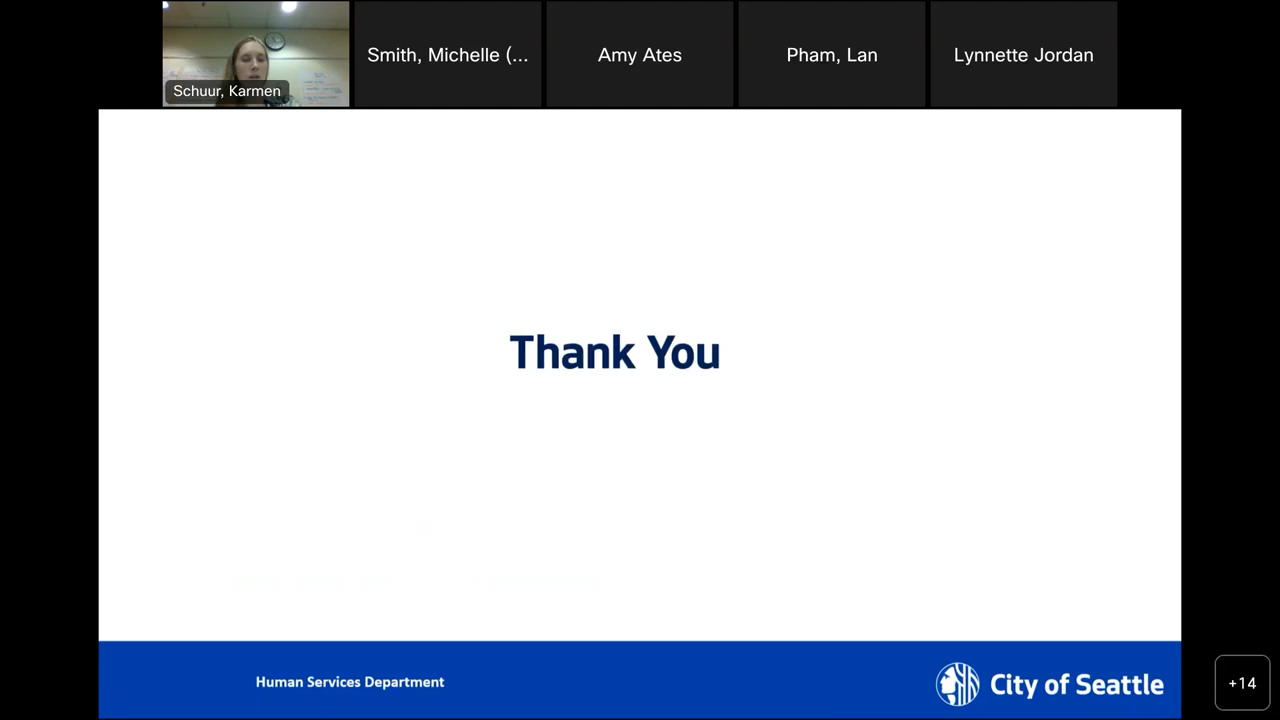 Schuur, Karmen
Smith, Michelle (...
Amy Ates
Pham, Lan
Lynnette Jordan
Thank You
Human Services Department
City of Seattle
+14